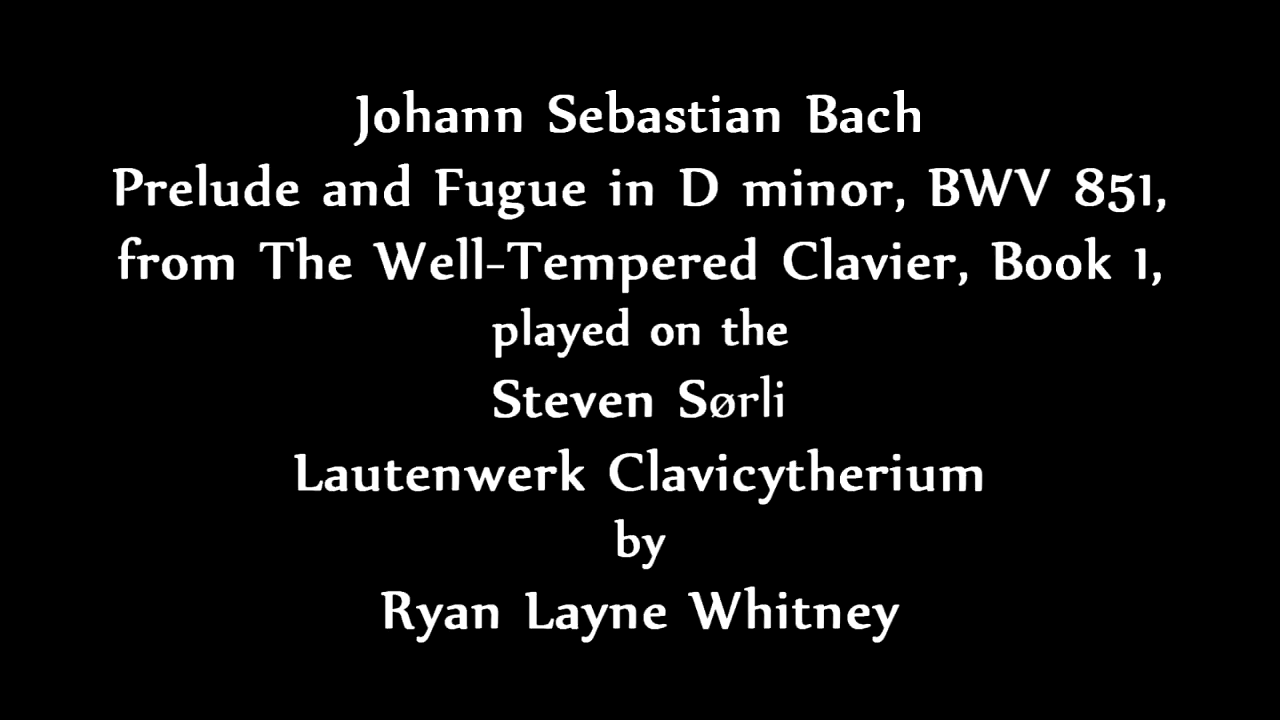 Johann Sebastian Bach
Prelude and Fugue in D minor, BWV 851,
from The Well-Tempered Clavier, Book 1,
played on the
Steven Sørli
Lautenwerk Clavicytherium
by
Ryan Layne Whitney